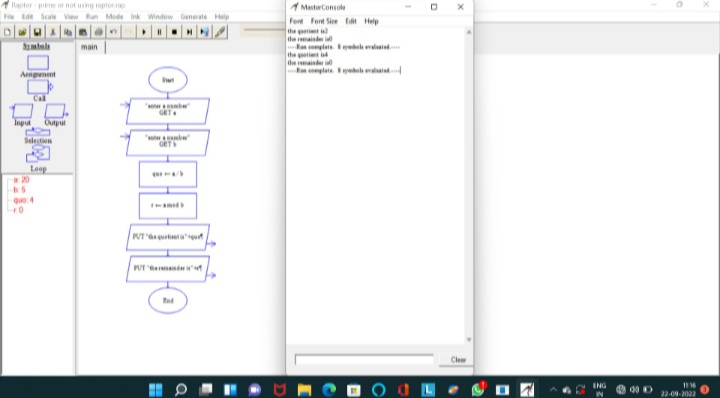 Raptor - prime or not using raptor.rap
File Edit Scale View Run Mode Ink Window Generate Help
Symbols
main
Assignment
Call
Input Output
Selection
Loop
a: 20
b: 5
quo: 4
r: 0
Start
"enter a number"
GET a
"enter a number"
GET b
quo ← a/b
r ← a mod b
PUT "the quotient is"+quo¶
PUT "the remainder is"+r¶
End
MasterConsole
Font Font Size Edit Help
the quotient is2
the remainder is0
----Run complete. 8 symbols evaluated.----
the quotient is4
the remainder is0
----Run complete. 8 symbols evaluated.----
Clear
ENG
IN
11:16
22-09-2022